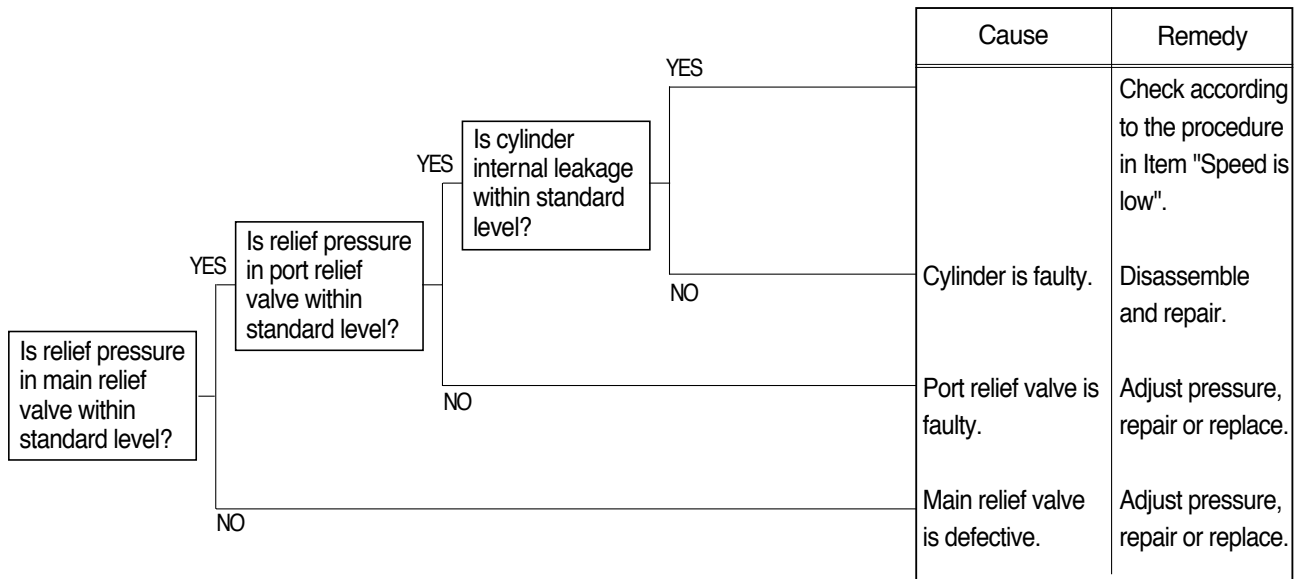 Cause
Remedy
YES
Check according
to the procedure
in Item "Speed is
low".
Is cylinder
internal leakage
within standard
level?
YES
Is relief pressure
in port relief
valve within
standard level?
YES
NO
Cylinder is faulty.
Disassemble
and repair.
Is relief pressure
in main relief
valve within
standard level?
NO
Port relief valve is
faulty.
Adjust pressure,
repair or replace.
NO
Main relief valve
is defective.
Adjust pressure,
repair or replace.